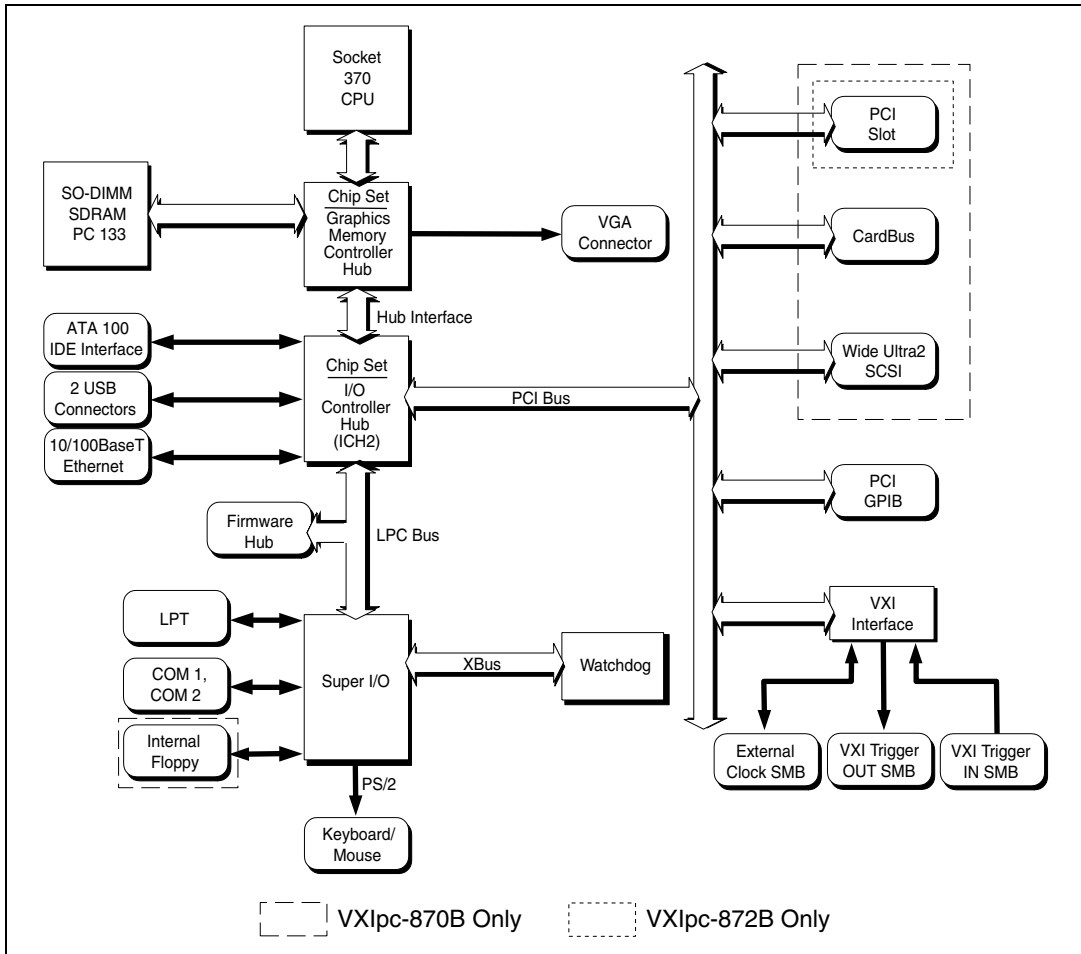 Socket
370
CPU
SO-DIMM
SDRAM
PC 133
Chip Set
Graphics
Memory
Controller
Hub
VGA
Connector
PCI
Slot
CardBus
Wide Ultra2
SCSI
PCI
GPIB
VXI
Interface
Hub Interface
ATA 100
IDE Interface
2 USB
Connectors
10/100BaseT
Ethernet
Chip Set
I/O
Controller
Hub
(ICH2)
PCI Bus
Firmware
Hub
LPC Bus
LPT
COM 1,
COM 2
Internal
Floppy
Super I/O
XBus
Watchdog
PS/2
Keyboard/
Mouse
External
Clock SMB
VXI Trigger
OUT SMB
VXI Trigger
IN SMB
VXIpc-870B Only
VXIpc-872B Only